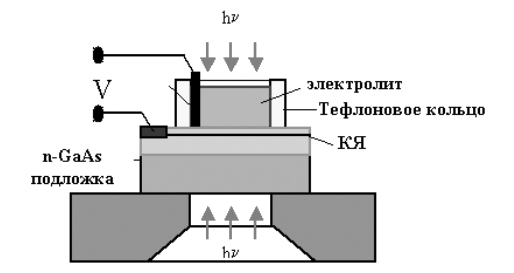 hν
электролит
V
Тефлоновое кольцо
КЯ
n-GaAs
подложка
hν